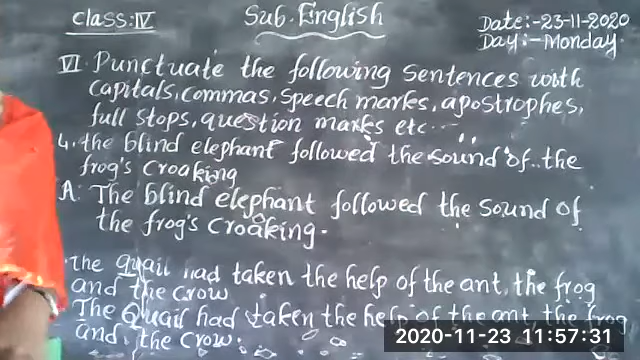 Class:IV
Sub. English
Date:-23-11-2020
Day:-Monday.
VI. Punctuate the following sentences with
capitals, commas, speech marks, apostrophes,
full stops, question marks etc...
4. the blind elephant followed the sound of the
frog's croaking
A. The blind elephant followed the sound of
the frog's croaking.
the quail had taken the help of the ant, the frog
and the crow
The Quail had taken the help of the ant, the frog
and the crow.
2020-11-23 11:57:31